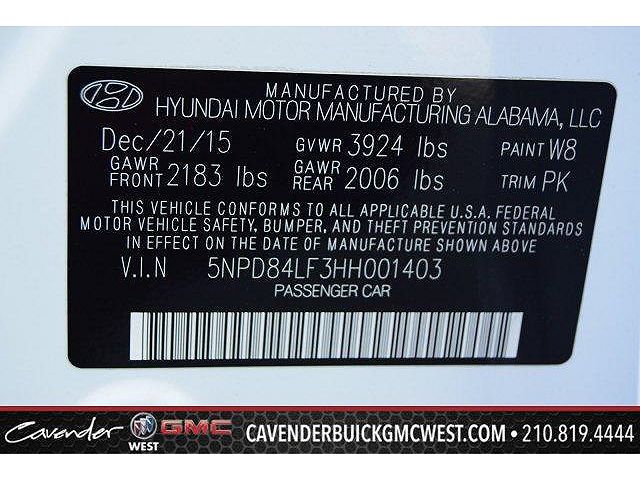 MANUFACTURED BY
HYUNDAI MOTOR MANUFACTURING ALABAMA, LLC
Dec/21/15 GVWR 3924 lbs PAINT W8
GAWR FRONT 2183 lbs GAWR REAR 2006 lbs TRIM PK
THIS VEHICLE CONFORMS TO ALL APPLICABLE U.S.A. FEDERAL
MOTOR VEHICLE SAFETY, BUMPER, AND THEFT PREVENTION STANDARDS
IN EFFECT ON THE DATE OF MANUFACTURE SHOWN ABOVE.
V.I.N 5NPD84LF3HH001403
PASSENGER CAR
Cavender GMC WEST CAVENDERBUICKGMCWEST.COM • 210.819.4444